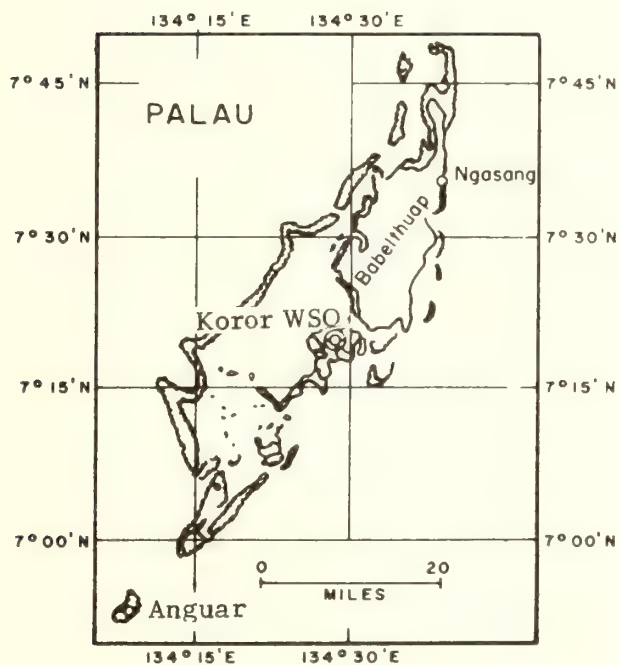 134° 15' E 134° 30' E
7° 45' N 7° 45' N
PALAU
Ngasang
Babelthuap
7° 30' N 7° 30' N
Koror WSO
7° 15' N 7° 15' N
7° 00' N 7° 00' N
0 20
MILES
Anguar
134° 15' E 134° 30' E